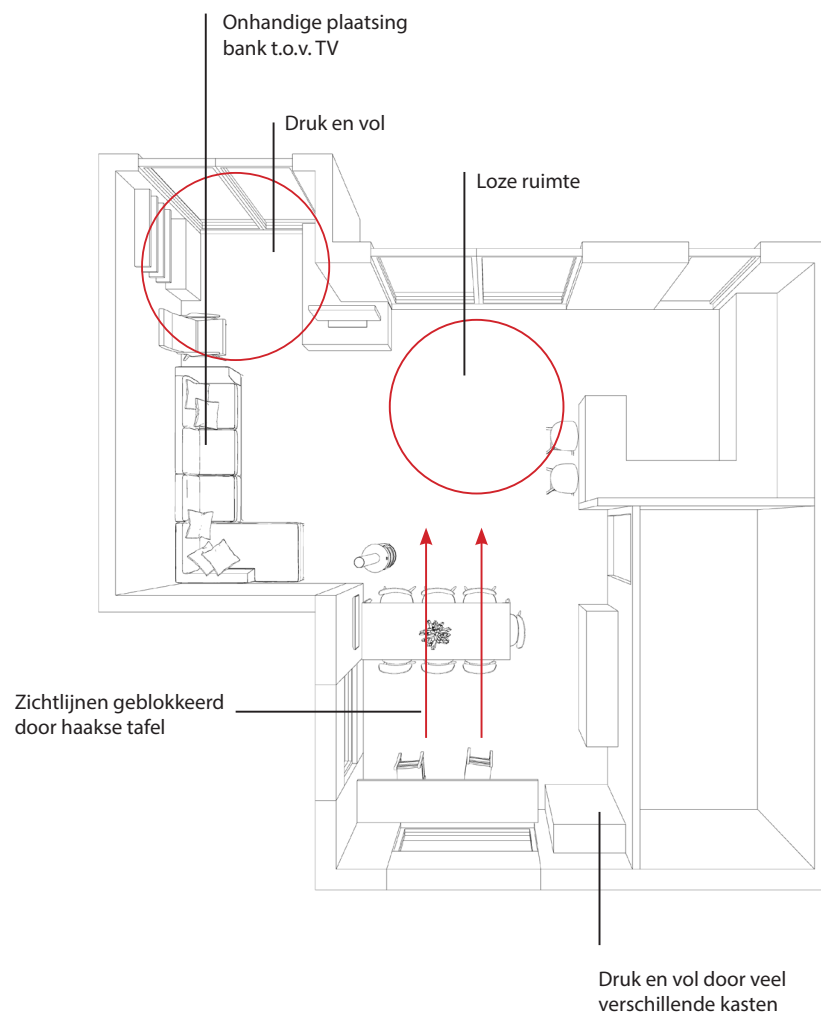 Onhandige plaatsing
bank t.o.v. TV
Druk en vol
Loze ruimte
Zichtlijnen geblokkeerd
door haakse tafel
Druk en vol door veel
verschillende kasten